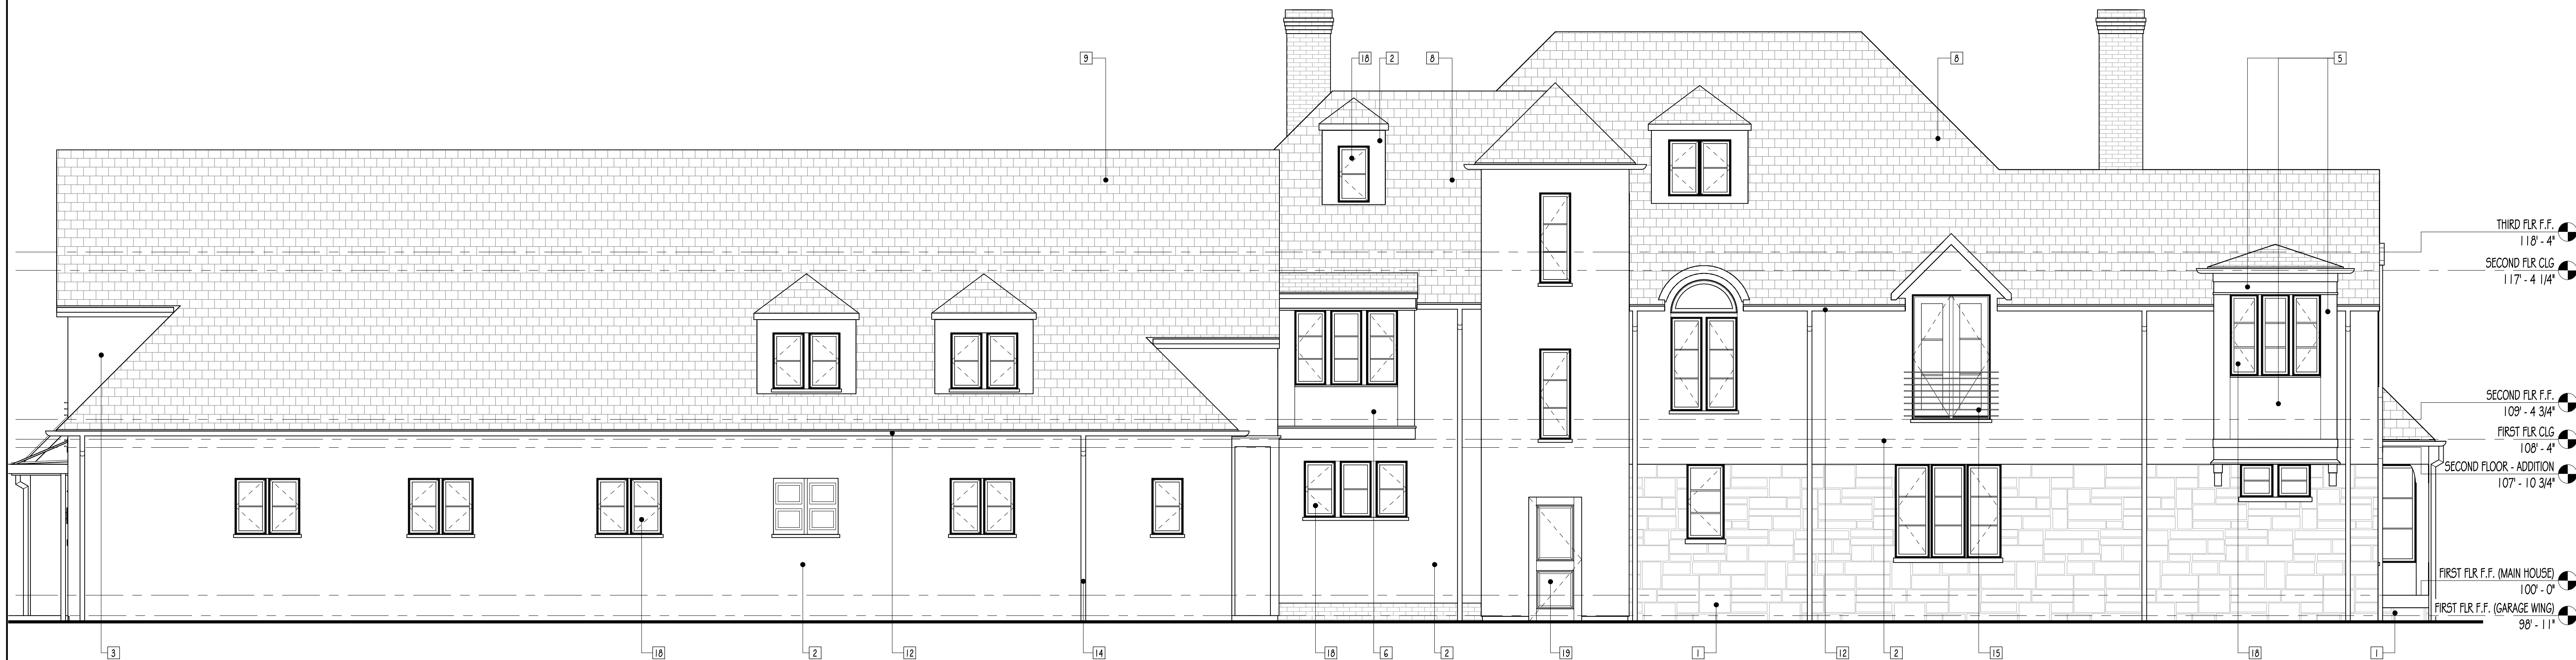 9
18
2
8
8
5
THIRD FLR F.F.
118' - 4"
SECOND FLR CLG
117' - 4 1/4"
SECOND FLR F.F.
109' - 4 3/4"
FIRST FLR CLG
108' - 4"
SECOND FLOOR - ADDITION
107' - 10 3/4"
FIRST FLR F.F. (MAIN HOUSE)
100' - 0"
FIRST FLR F.F. (GARAGE WING)
98' - 11"
3
18
2
12
14
18
6
2
19
1
12
2
15
18
1